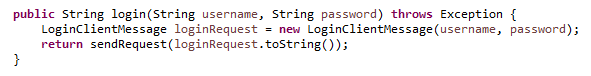 public String login(String username, String password) throws Exception {
    LoginClientMessage loginRequest = new LoginClientMessage(username, password);
    return sendRequest(loginRequest.toString());
}